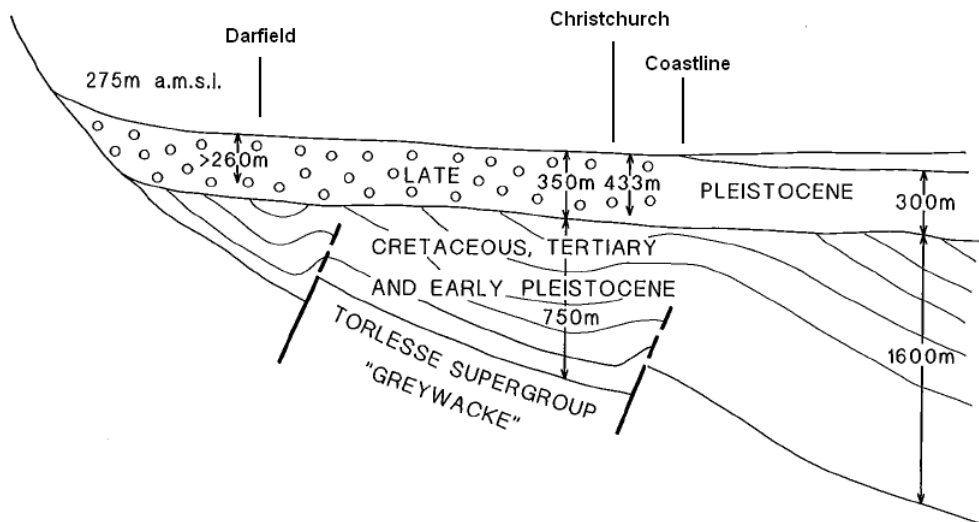 Christchurch
Darfield
Coastline
275m a.m.s.l.
>260m
LATE
350m
433m
PLEISTOCENE
300m
CRETACEOUS, TERTIARY
AND EARLY PLEISTOCENE
750m
1600m
TORLESSE SUPERGROUP
"GREYWACKE"